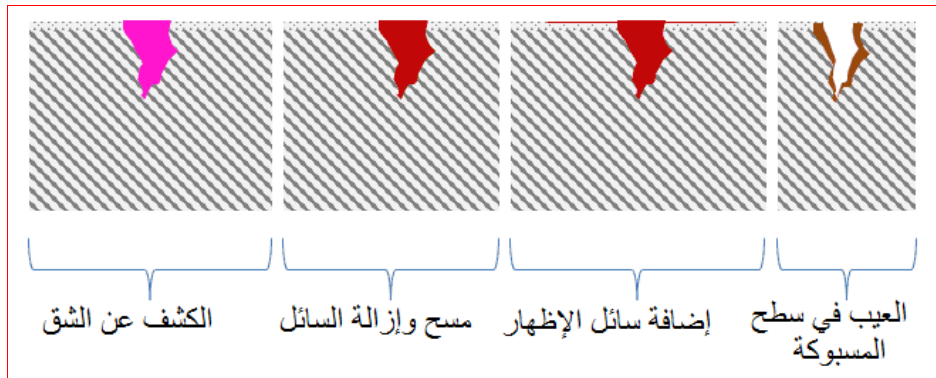 العيب في سطح
المسبوكة
إضافة سائل الإظهار
مسح وإزالة السائل
الكشف عن الشق